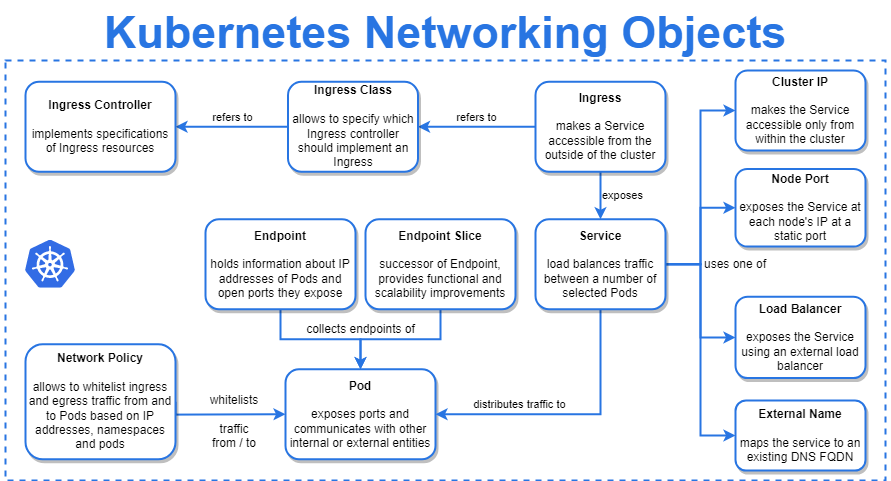 Kubernetes Networking Objects
Ingress Controller
implements specifications
of Ingress resources
refers to
Ingress Class
allows to specify which
Ingress controller
should implement an
Ingress
refers to
Ingress
makes a Service
accessible from the
outside of the cluster
Cluster IP
makes the Service
accessible only from
within the cluster
exposes
Node Port
exposes the Service at
each node's IP at a
static port
Endpoint
holds information about IP
addresses of Pods and
open ports they expose
Endpoint Slice
successor of Endpoint,
provides functional and
scalability improvements
Service
load balances traffic
between a number of
selected Pods
uses one of
Load Balancer
exposes the Service
using an external load
balancer
collects endpoints of
Network Policy
allows to whitelist ingress
and egress traffic from and
to Pods based on IP
addresses, namespaces
and pods
whitelists
traffic
from / to
Pod
exposes ports and
communicates with other
internal or external entities
distributes traffic to
External Name
maps the service to an
existing DNS FQDN